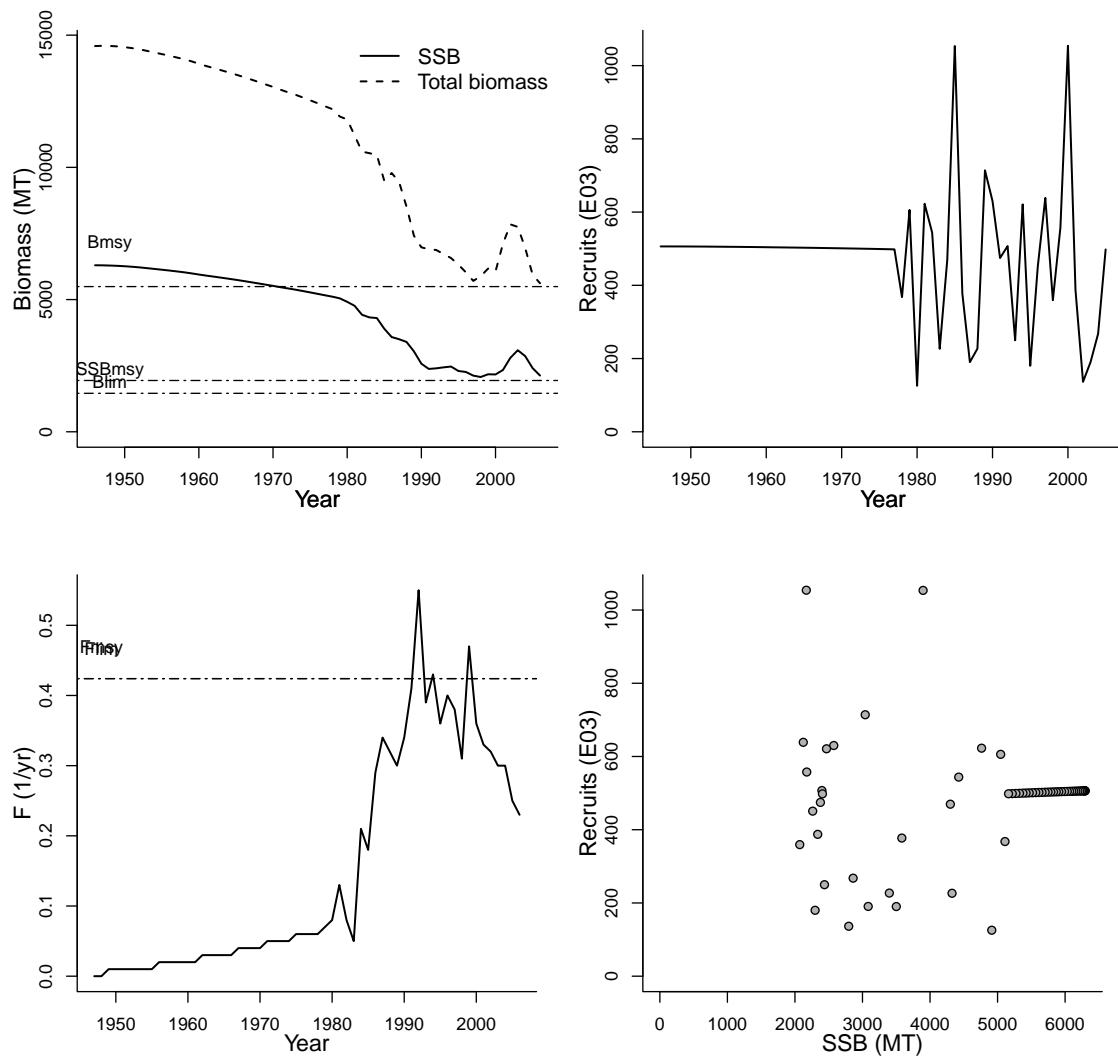 SSB
Total biomass
Bmsy
SSBmsy
Blim
Biomass (MT)
0 5000 10000 15000
1950 1960 1970 1980 1990 2000
Year
Recruits (E03)
0 200 400 600 800 1000
1950 1960 1970 1980 1990 2000
Year
Fmsy
Flim
F (1/yr)
0.0 0.1 0.2 0.3 0.4 0.5
1950 1960 1970 1980 1990 2000
Year
Recruits (E03)
0 200 400 600 800 1000
0 1000 2000 3000 4000 5000 6000
SSB (MT)